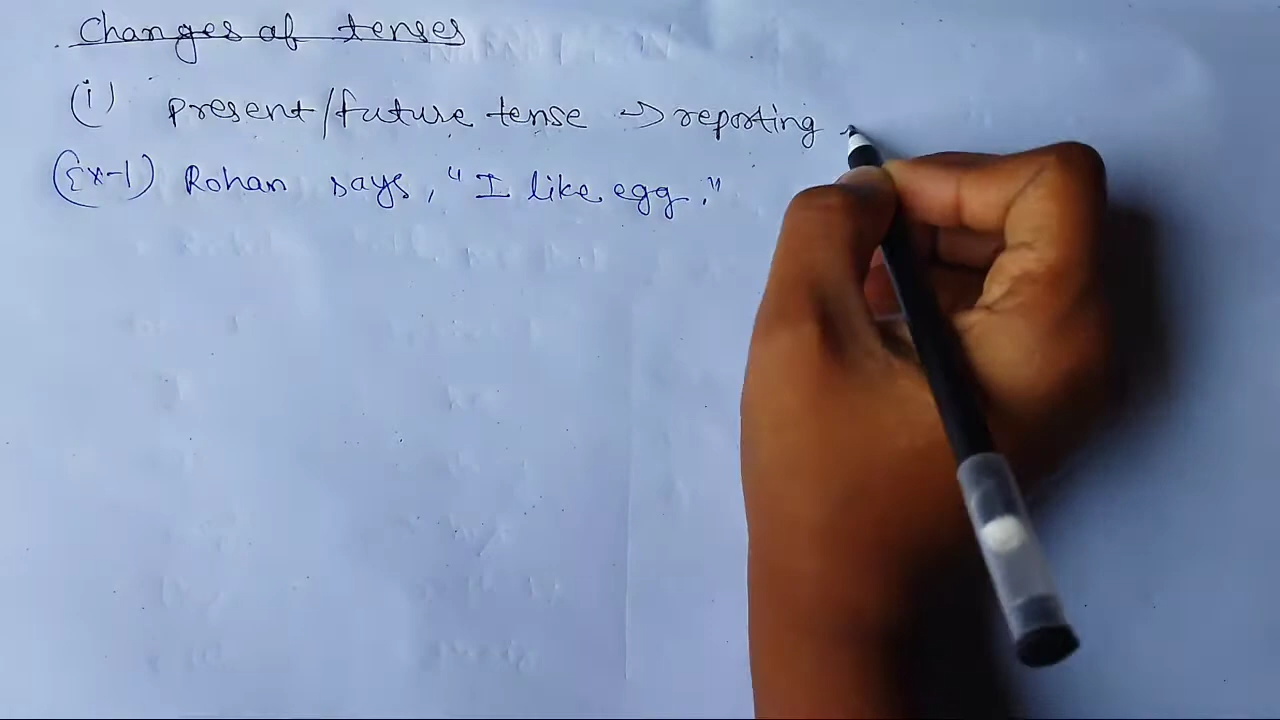 Changes of tenses
(i) Present/future tense → reporting
(Ex-1) Rohan says, "I like egg."